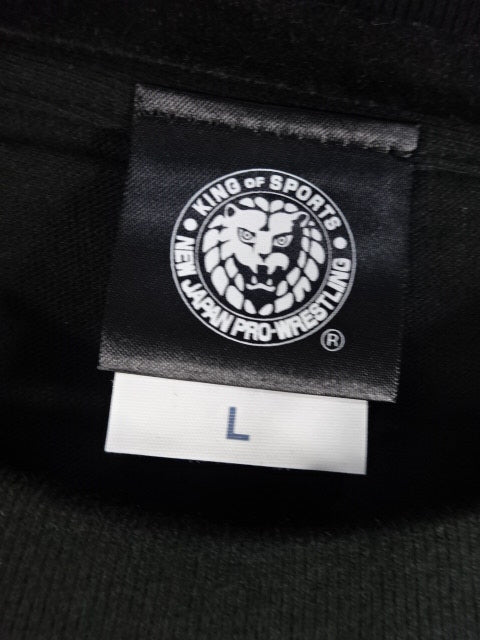 KING OF SPORTS
NEW JAPAN PRO-WRESTLING
®
L